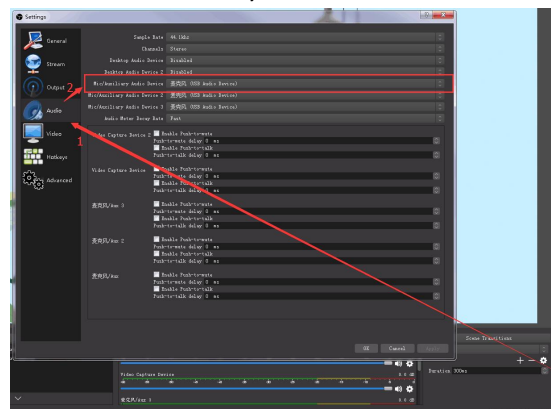 Settings
General
Stream
Output
Audio
Video
Hotkeys
Advanced
2
1
Sample Rate 44.1khz
Channels Stereo
Desktop Audio Device Disabled
Desktop Audio Device 2 Disabled
Mic/Auxiliary Audio Device 麦克风 (USB Audio Device)
Mic/Auxiliary Audio Device 2 麦克风 (USB Audio Device)
Mic/Auxiliary Audio Device 3 麦克风 (USB Audio Device)
Audio Meter Decay Rate Fast
Video Capture Device 2 Enable Push-to-mute
Push-to-mute delay 0 ms
Enable Push-to-talk
Push-to-talk delay 0 ms
Video Capture Device Enable Push-to-mute
Push-to-mute delay 0 ms
Enable Push-to-talk
Push-to-talk delay 0 ms
麦克风/Aux 3 Enable Push-to-mute
Push-to-mute delay 0 ms
Enable Push-to-talk
Push-to-talk delay 0 ms
麦克风/Aux 2 Enable Push-to-mute
Push-to-mute delay 0 ms
Enable Push-to-talk
Push-to-talk delay 0 ms
麦克风/Aux Enable Push-to-mute
Push-to-mute delay 0 ms
Enable Push-to-talk
Push-to-talk delay 0 ms
OK Cancel Apply
Scene Transitions
Duration 300ms
Video Capture Device 0.0 dB
麦克风/Aux 3 0.0 dB